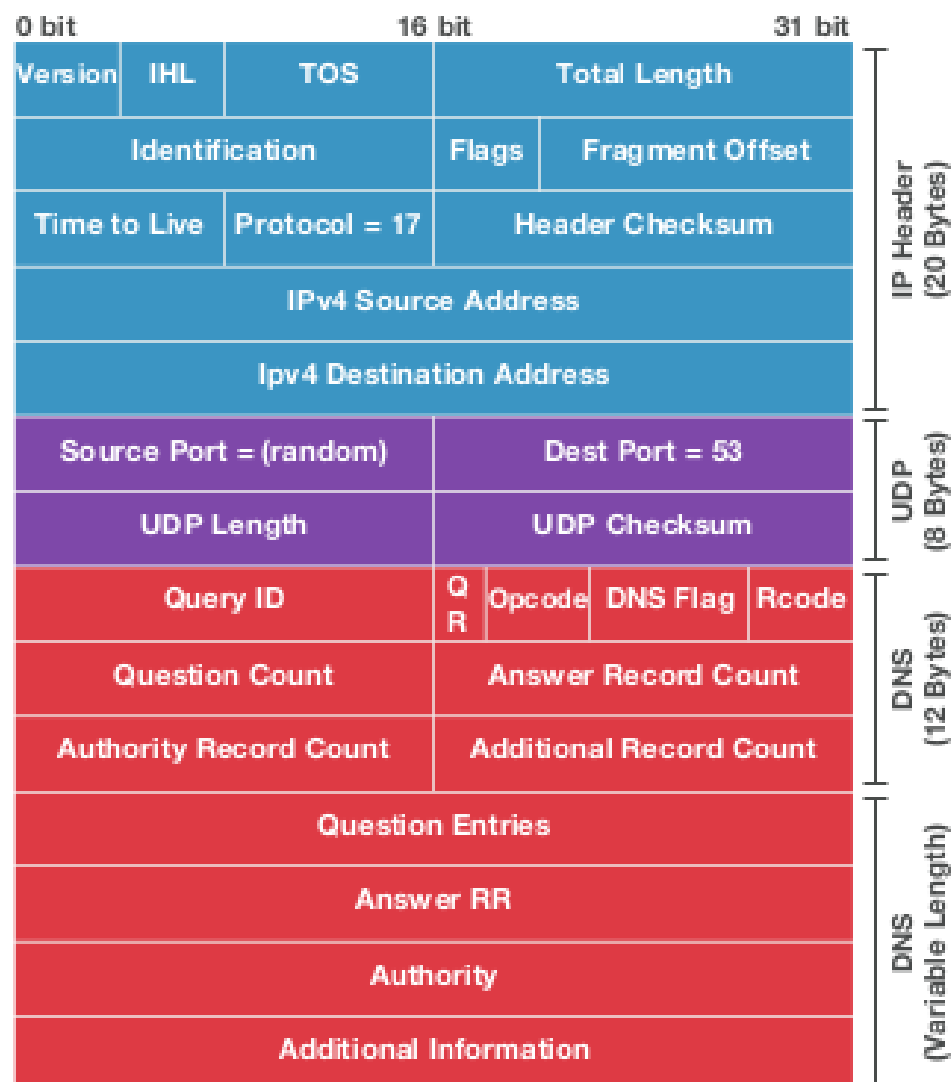 0 bit 16 bit 31 bit
Version IHL TOS Total Length
Identification Flags Fragment Offset
Time to Live Protocol = 17 Header Checksum
IPv4 Source Address
Ipv4 Destination Address
IP Header
(20 Bytes)
Source Port = (random) Dest Port = 53
UDP Length UDP Checksum
UDP
(8 Bytes)
Query ID Q Opcode DNS Flag Rcode
R
Question Count Answer Record Count
Authority Record Count Additional Record Count
DNS
(12 Bytes)
Question Entries
Answer RR
Authority
Additional Information
DNS
(Variable Length)